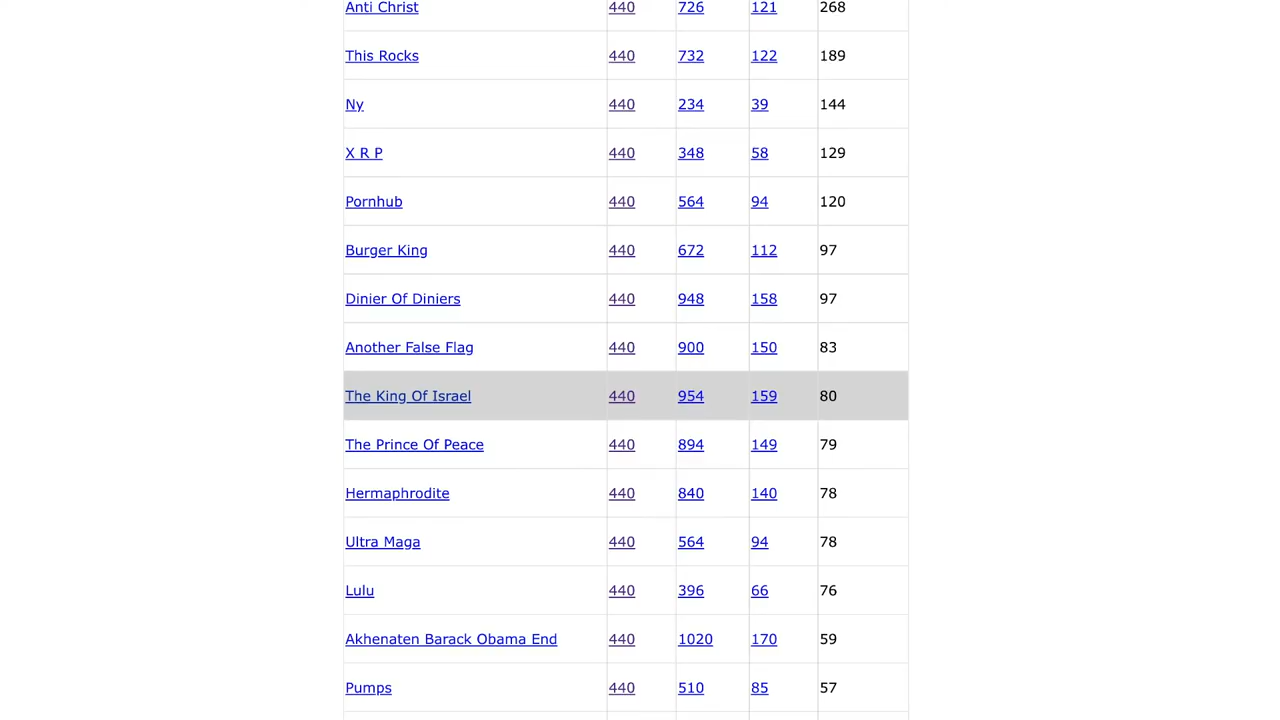 Anti Christ 440 726 121 268
This Rocks 440 732 122 189
Ny 440 234 39 144
X R P 440 348 58 129
Pornhub 440 564 94 120
Burger King 440 672 112 97
Dinier Of Diniers 440 948 158 97
Another False Flag 440 900 150 83
The King Of Israel 440 954 159 80
The Prince Of Peace 440 894 149 79
Hermaphrodite 440 840 140 78
Ultra Maga 440 564 94 78
Lulu 440 396 66 76
Akhenaten Barack Obama End 440 1020 170 59
Pumps 440 510 85 57